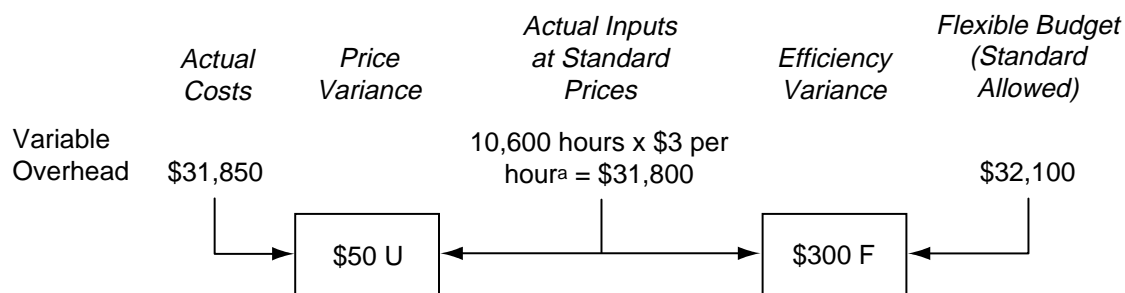 Actual Costs
Price Variance
Actual Inputs at Standard Prices
Efficiency Variance
Flexible Budget (Standard Allowed)
Variable Overhead
$31,850
10,600 hours x $3 per
hourᵃ = $31,800
$32,100
$50 U
$300 F